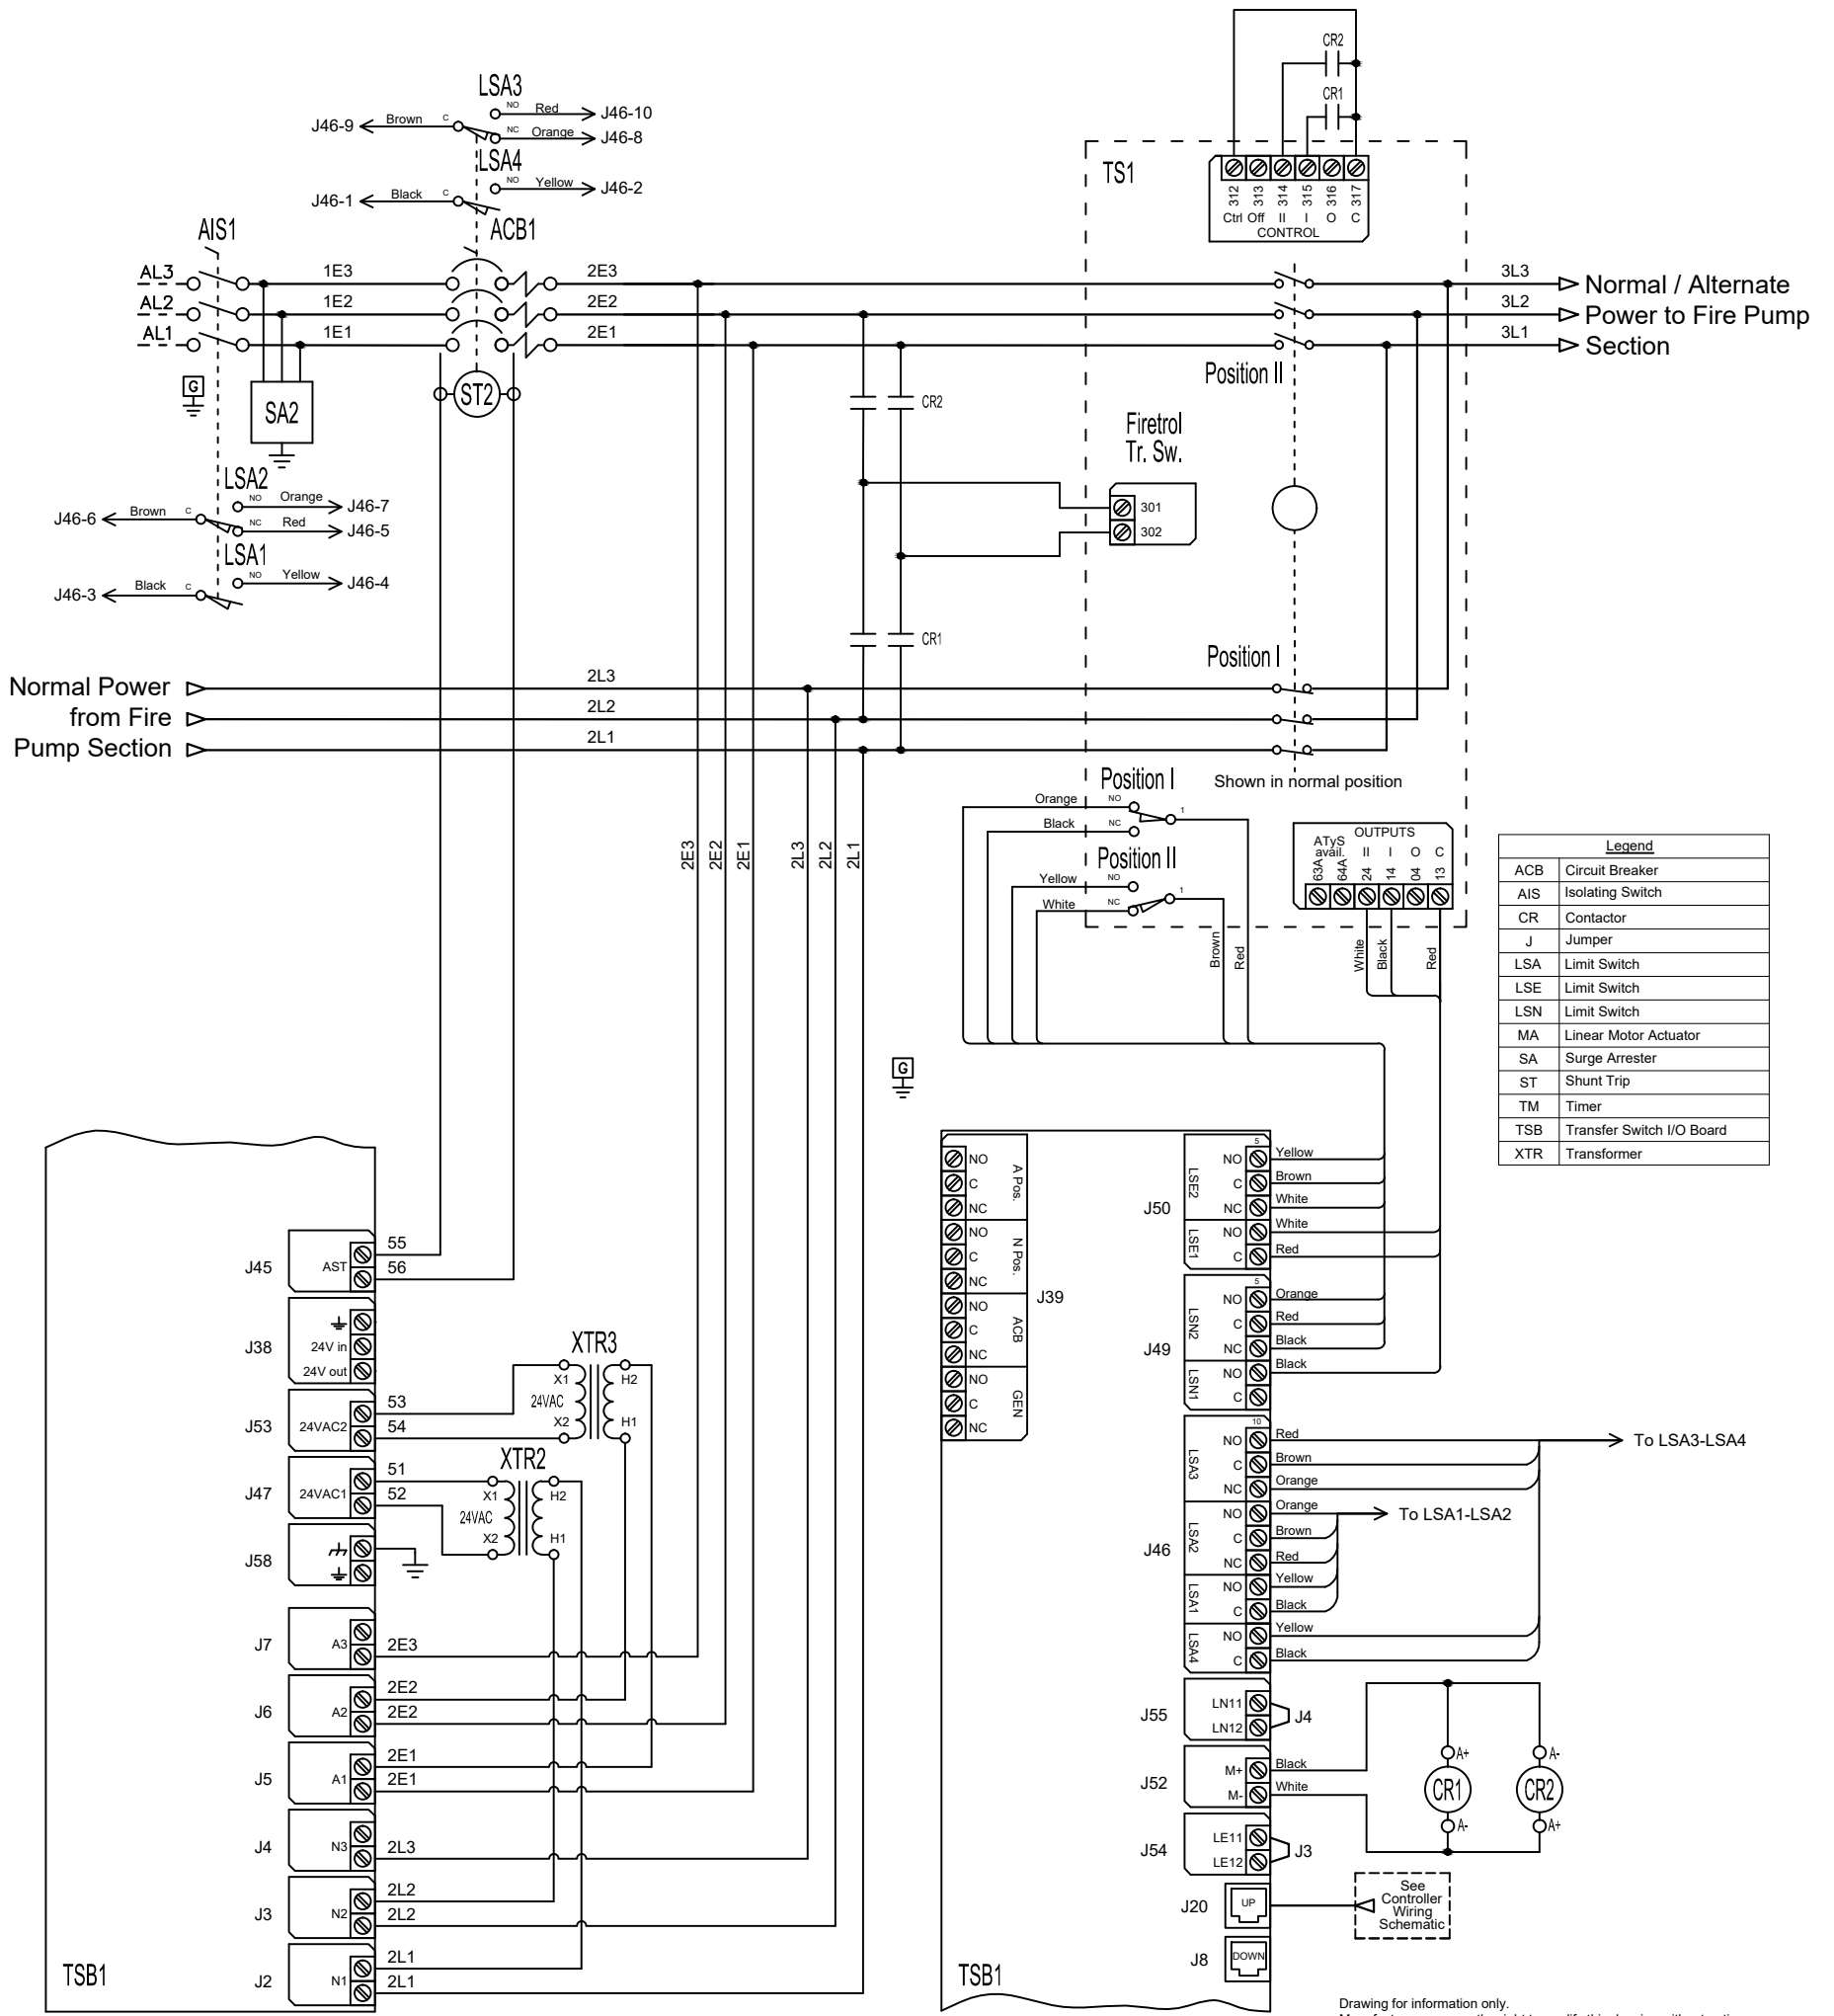 CR2
CR1
TS1
312 313 314 315 316 317
Ctrl Off II I O C
CONTROL
LSA3
NO Red J46-10
J46-9 Brown C
NC Orange J46-8
LSA4
NO Yellow J46-2
J46-1 Black C
AIS1
ACB1
AL3 1E3 2E3 3L3
AL2 1E2 2E2 3L2
AL1 1E1 2E1 3L1
Normal / Alternate
Power to Fire Pump
Section
Position II
G
SA2
ST2
CR2
Firetrol
Tr. Sw.
301
302
LSA2
NO Orange J46-7
J46-6 Brown C
NC Red J46-5
LSA1
NO Yellow J46-4
J46-3 Black C
CR1
Position I
Normal Power
from Fire
Pump Section
2L3
2L2
2L1
Shown in normal position
Position I
Orange NO
1
Black NC
Position II
Yellow NO
1
White NC
Brown
Red
OUTPUTS
ATyS
avail. II I O C
63A 64A 24 14 04 13
White
Black
Red
2E3
2E2
2E1
2L3
2L2
2L1
Legend
ACB Circuit Breaker
AIS Isolating Switch
CR Contactor
J Jumper
LSA Limit Switch
LSE Limit Switch
LSN Limit Switch
MA Linear Motor Actuator
SA Surge Arrester
ST Shunt Trip
TM Timer
TSB Transfer Switch I/O Board
XTR Transformer
G
J45
AST
55
56
J38
24V in
24V out
J53
24VAC2
53
54
XTR3
X1
H2
24VAC
X2
H1
J47
24VAC1
51
52
XTR2
X1
H2
24VAC
X2
H1
J58
J7
A3
2E3
J6
A2
2E2
2E2
J5
A1
2E1
2E1
J4
N3
2L3
J3
N2
2L2
2L2
J2
N1
2L1
2L1
TSB1
J39
NO
C
NC
A Pos.
NO
C
NC
N Pos.
NO
C
NC
ACB
NO
C
NC
GEN
J50
5
LSE2
NO Yellow
C Brown
NC White
LSE1
NO White
C Red
J49
5
LSN2
NO Orange
C Red
NC Black
LSN1
NO Black
C
J46
10
LSA3
NO Red
C Brown
NC Orange
To LSA3-LSA4
LSA2
NO Orange
C Brown
NC Red
To LSA1-LSA2
LSA1
NO Yellow
C Black
LSA4
NO Yellow
C Black
J55
LN11
LN12
J4
J52
M+ Black
M- White
A+
CR1
A-
A-
CR2
A+
J54
LE11
LE12
J3
J20
UP
See
Controller
Wiring
Schematic
J8
DOWN
TSB1
Drawing for information only.